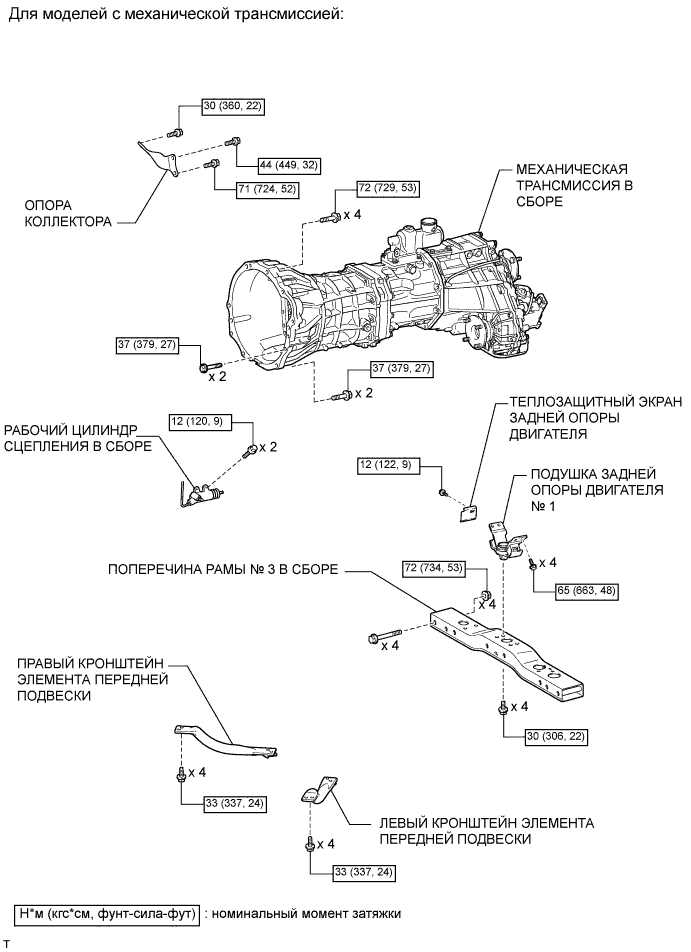 Для моделей с механической трансмиссией:
30 (360, 22)
44 (449, 32)
71 (724, 52)
ОПОРА
КОЛЛЕКТОРА
72 (729, 53)
x 4
МЕХАНИЧЕСКАЯ
ТРАНСМИССИЯ В
СБОРЕ
37 (379, 27)
x 2
37 (379, 27)
x 2
РАБОЧИЙ ЦИЛИНДР
СЦЕПЛЕНИЯ В СБОРЕ
12 (120, 9)
x 2
ТЕПЛОЗАЩИТНЫЙ ЭКРАН
ЗАДНЕЙ ОПОРЫ
ДВИГАТЕЛЯ
12 (122, 9)
ПОДУШКА ЗАДНЕЙ
ОПОРЫ ДВИГАТЕЛЯ
№ 1
x 4
65 (663, 48)
ПОПЕРЕЧИНА РАМЫ № 3 В СБОРЕ
72 (734, 53)
x 4
x 4
x 4
30 (306, 22)
ПРАВЫЙ КРОНШТЕЙН
ЭЛЕМЕНТА ПЕРЕДНЕЙ
ПОДВЕСКИ
x 4
33 (337, 24)
ЛЕВЫЙ КРОНШТЕЙН ЭЛЕМЕНТА
ПЕРЕДНЕЙ ПОДВЕСКИ
x 4
33 (337, 24)
Н*м (кгс*см, фунт-сила-фут) : номинальный момент затяжки
T